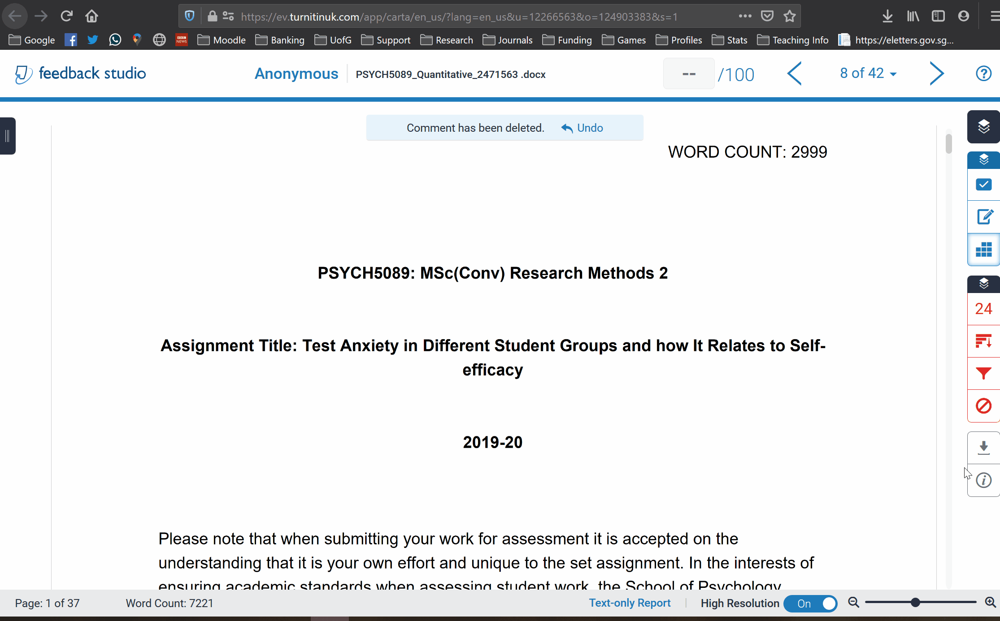 https://ev.turnitinuk.com/app/carta/en_us/?lang=en_us&u=12266563&o=124903383&s=1
Google
BBC NEWS
Moodle
Banking
UofG
Support
Research
Journals
Funding
Games
Profiles
Stats
Teaching Info
https://eletters.gov.sg...
feedback studio
Anonymous
PSYCH5089_Quantitative_2471563 .docx
-- /100
8 of 42
Comment has been deleted. Undo
WORD COUNT: 2999
PSYCH5089: MSc(Conv) Research Methods 2
Assignment Title: Test Anxiety in Different Student Groups and how It Relates to Self-
efficacy
24
2019-20
Please note that when submitting your work for assessment it is accepted on the
understanding that it is your own effort and unique to the set assignment. In the interests of
ensuring academic standards when assessing student work, the School of Psychology
Page: 1 of 37
Word Count: 7221
Text-only Report
High Resolution On